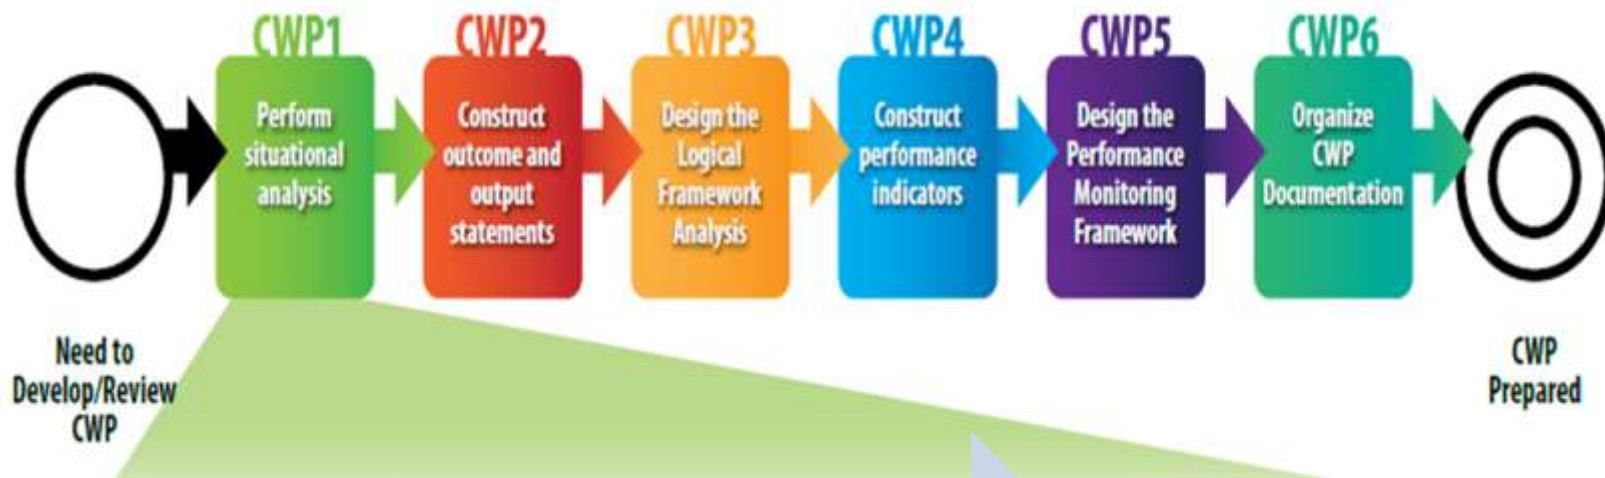 CWP1
Perform
situational
analysis
CWP2
Construct
outcome and
output
statements
CWP3
Design the
Logical
Framework
Analysis
CWP4
Construct
performance
indicators
CWP5
Design the
Performance
Monitoring
Framework
CWP6
Organize
CWP
Documentation
Need to
Develop/Review
CWP
CWP
Prepared